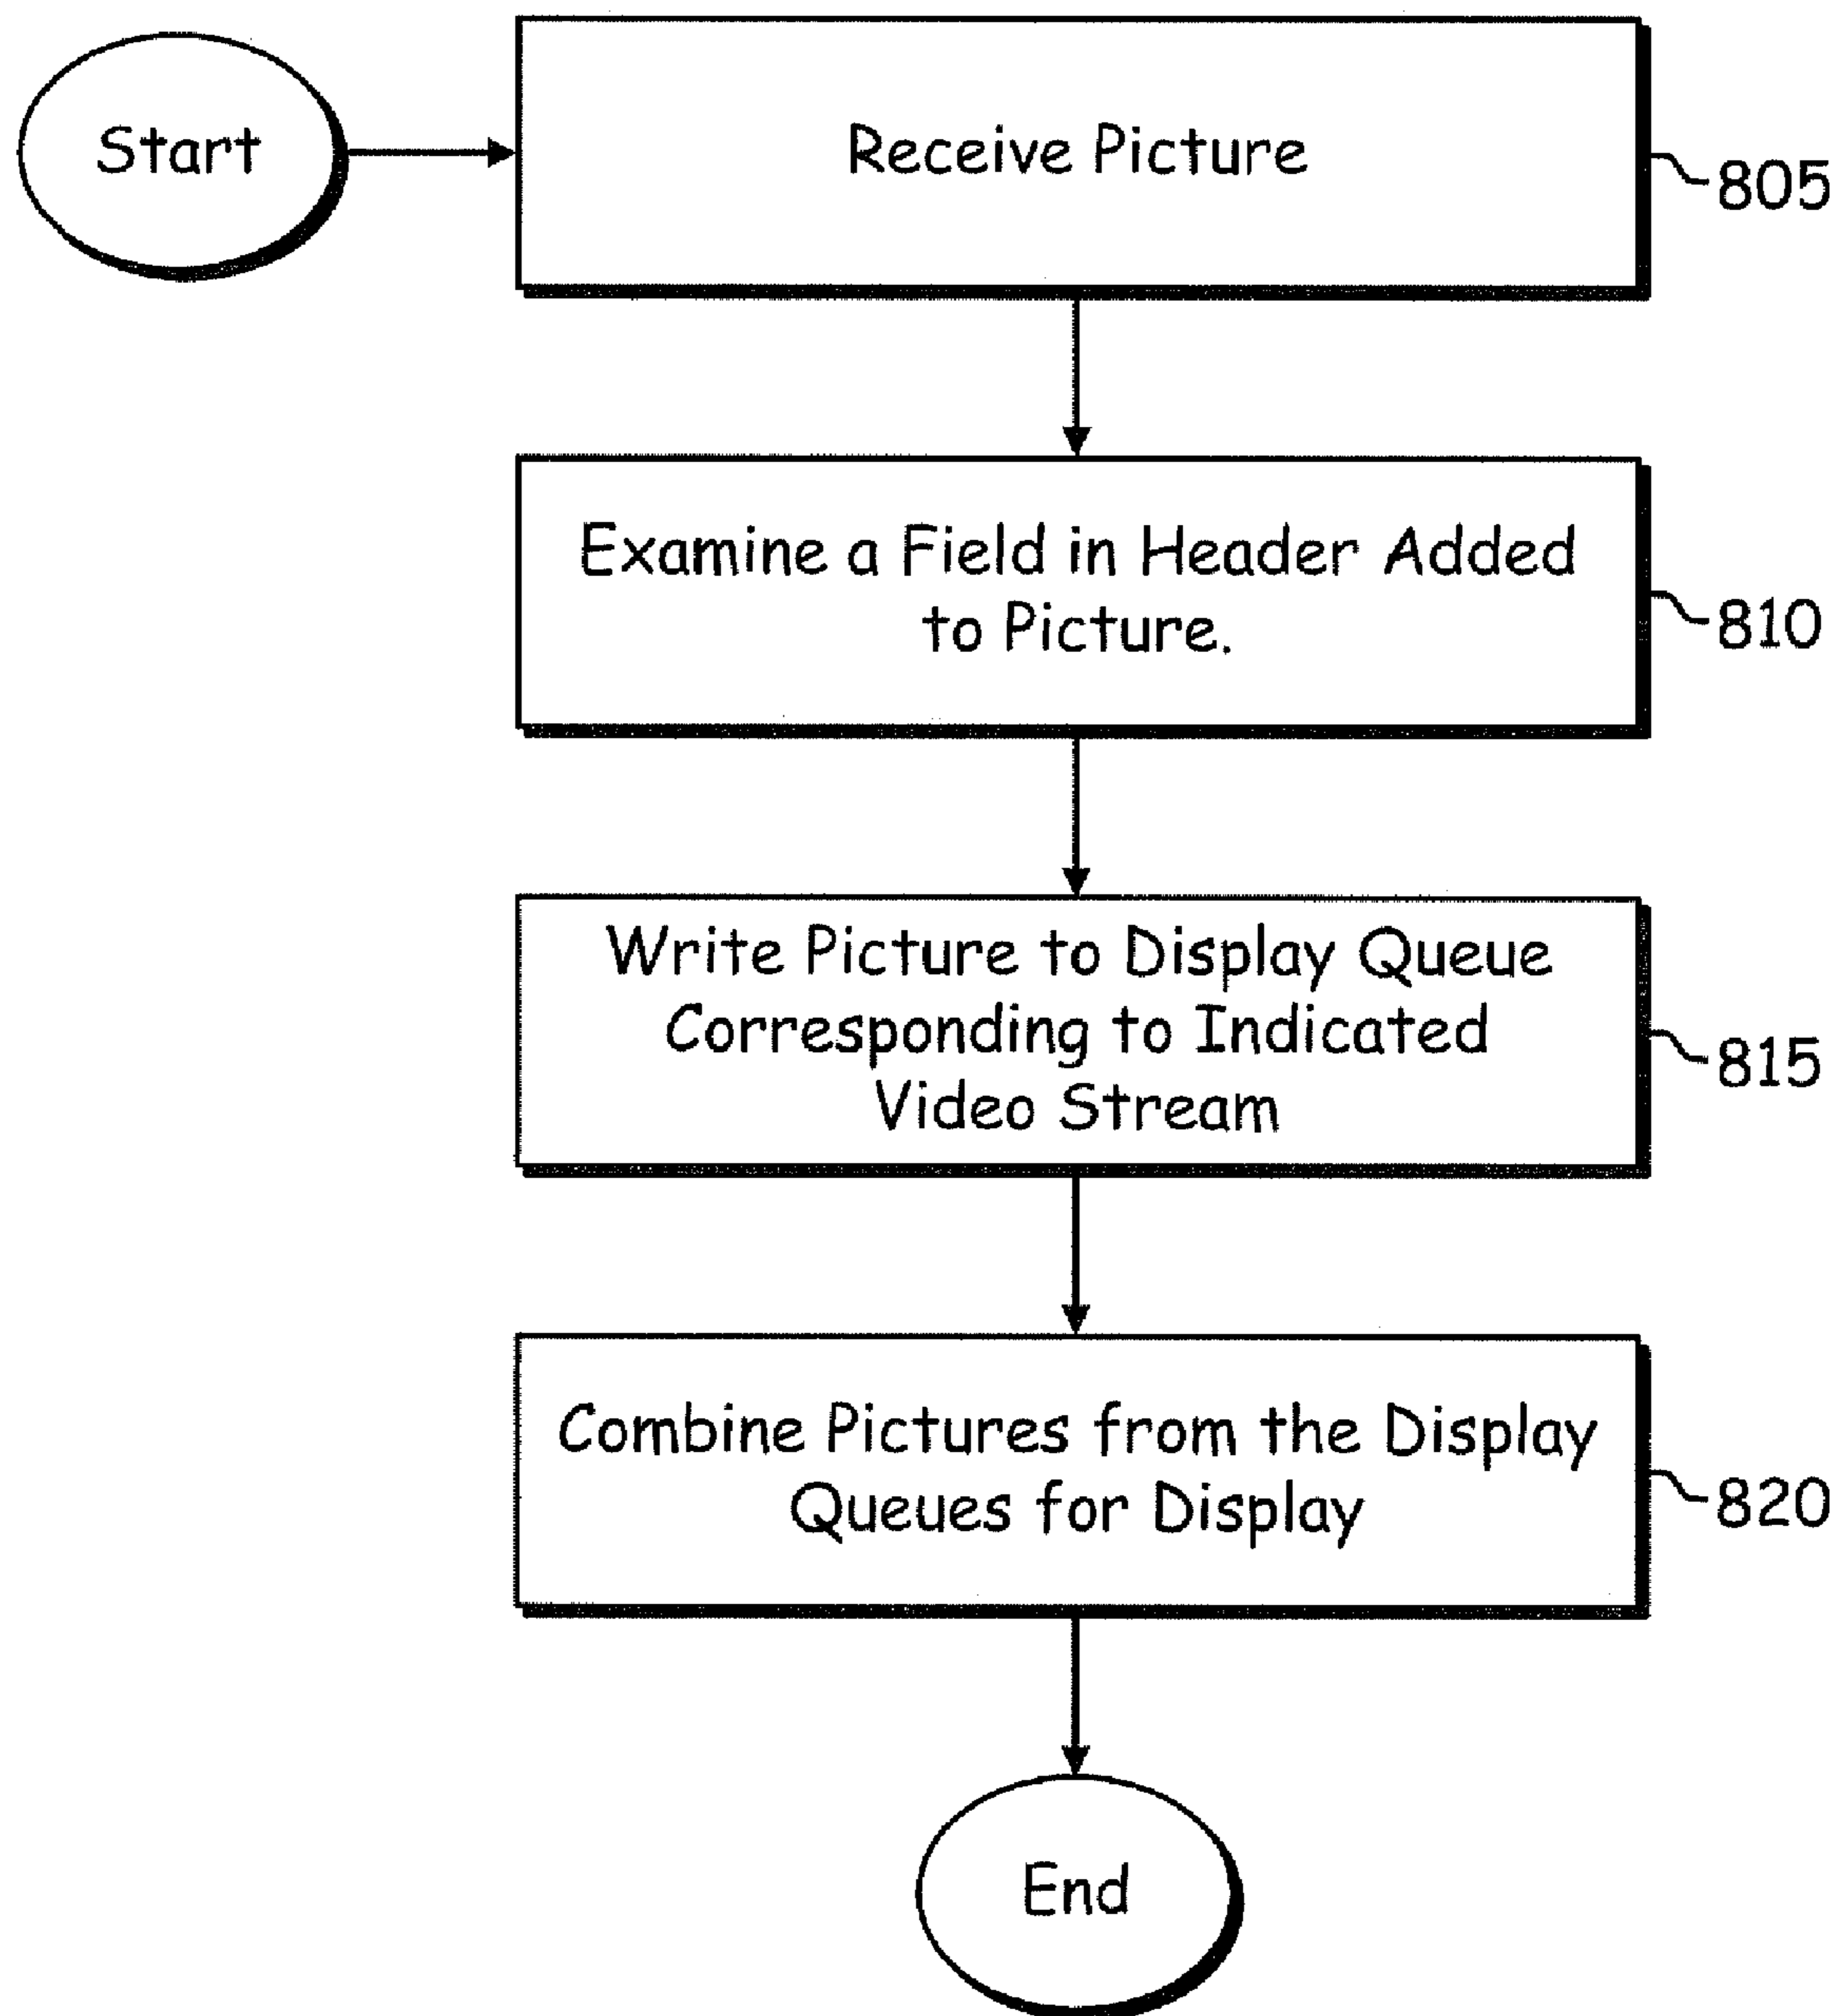 Start
Receive Picture
805
Examine a Field in Header Added
to Picture.
810
Write Picture to Display Queue
Corresponding to Indicated
Video Stream
815
Combine Pictures from the Display
Queues for Display
820
End